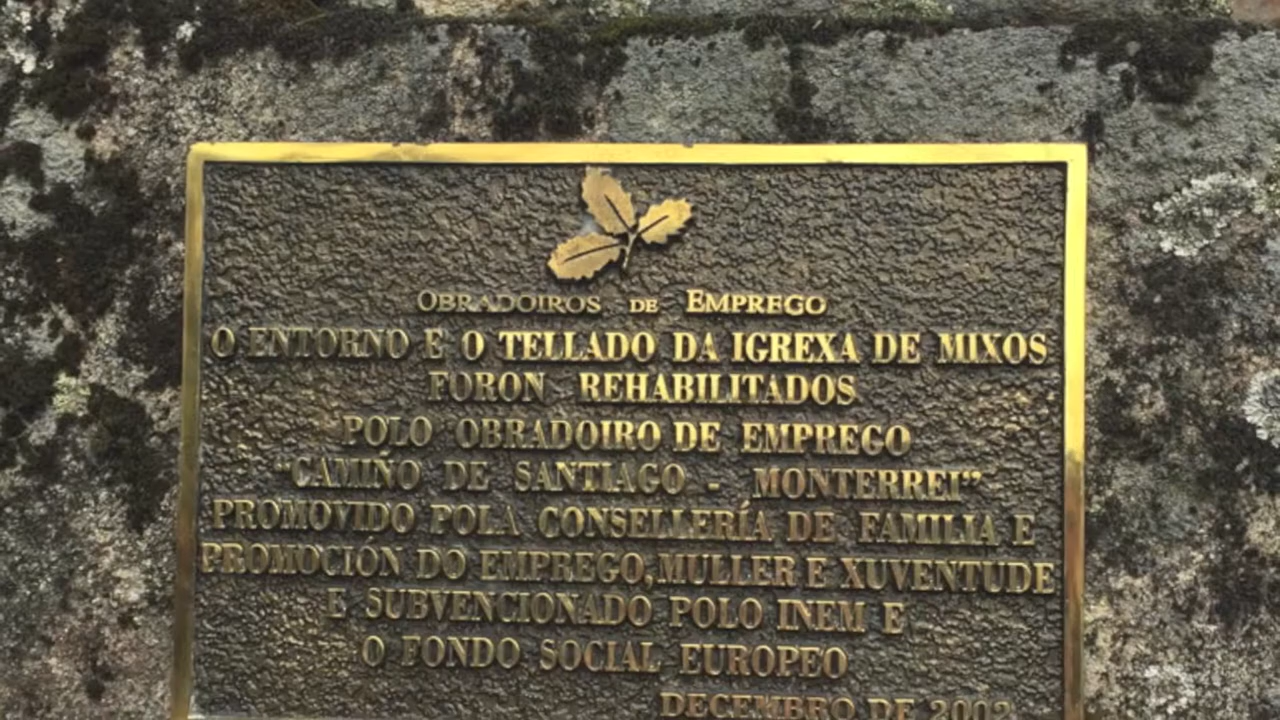 OBRADOIROS DE EMPREGO
O ENTORNO E O TELLADO DA IGREXA DE MIXOS
FORON REHABILITADOS
POLO OBRADOIRO DE EMPREGO
“CAMIÑO DE SANTIAGO - MONTERREI”
PROMOVIDO POLA CONSELLERÍA DE FAMILIA E
PROMOCIÓN DO EMPREGO, MULLER E XUVENTUDE
E SUBVENCIONADO POLO INEM E
O FONDO SOCIAL EUROPEO
DECEMBRO DE 2002